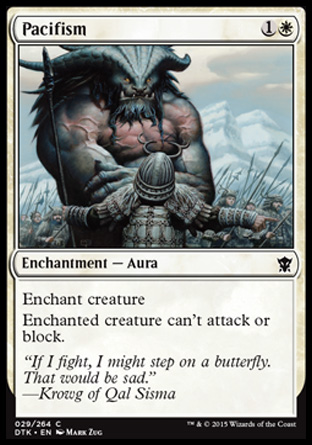 Pacifism 1
Enchantment — Aura
Enchant creature
Enchanted creature can't attack or
block.
"If I fight, I might step on a butterfly.
That would be sad."
—Krowg of Qal Sisma
029/264 C
DTK • EN Mark Zug
™ & © 2015 Wizards of the Coast